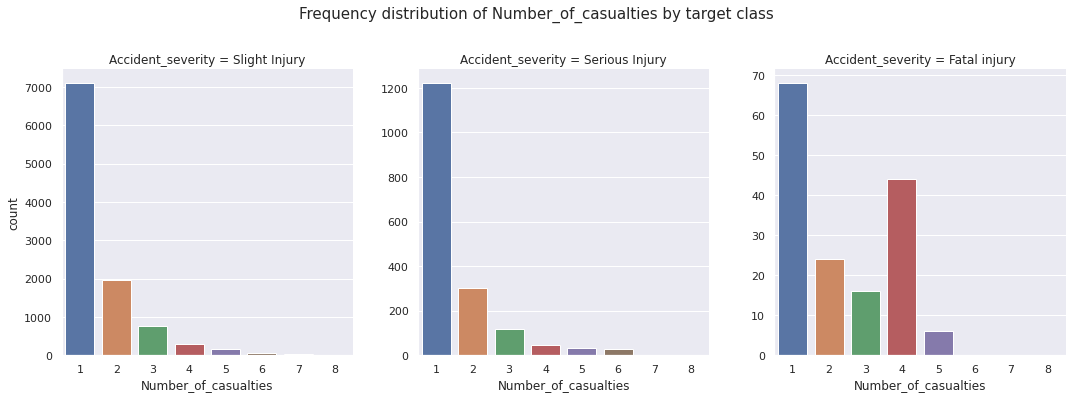 Frequency distribution of Number_of_casualties by target class
Accident_severity = Slight Injury
7000
6000
5000
4000
3000
2000
1000
0
count
1 2 3 4 5 6 7 8
Number_of_casualties
Accident_severity = Serious Injury
1200
1000
800
600
400
200
0
1 2 3 4 5 6 7 8
Number_of_casualties
Accident_severity = Fatal injury
70
60
50
40
30
20
10
0
1 2 3 4 5 6 7 8
Number_of_casualties